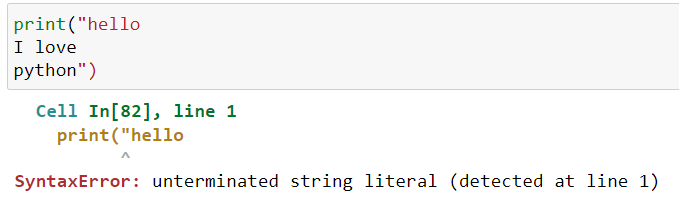 print("hello
I love
python")
Cell In[82], line 1
print("hello
^
SyntaxError: unterminated string literal (detected at line 1)